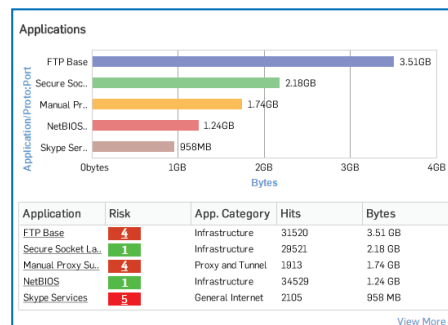 Applications
Application/Proto:Port
FTP Base 3.51GB
Secure Soc.. 2.18GB
Manual Pr.. 1.74GB
NetBIOS.. 1.24GB
Skype Ser.. 958MB
0bytes 1GB 2GB 3GB 4GB
Bytes
Application Risk App. Category Hits Bytes
FTP Base 4 Infrastructure 31520 3.51 GB
Secure Socket La.. 1 Infrastructure 29521 2.18 GB
Manual Proxy Su.. 4 Proxy and Tunnel 1913 1.74 GB
NetBIOS 1 Infrastructure 34529 1.24 GB
Skype Services 5 General Internet 2105 958 MB
View More